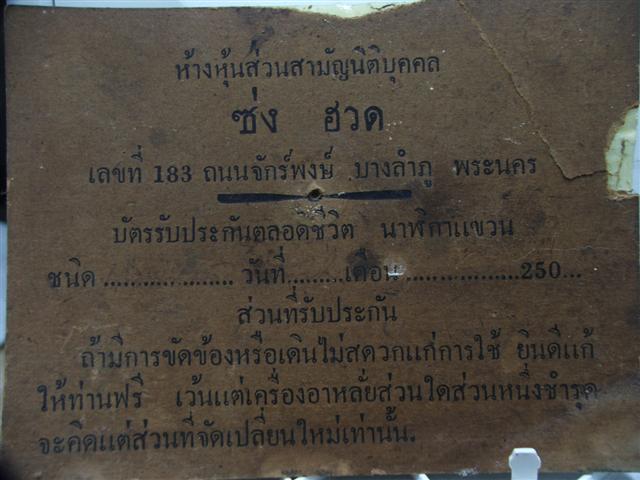 ห้างหุ้นส่วนสามัญนิติบุคคล
ซ่ง ฮวด
เลขที่ 183 ถนนจักร์พงษ์ บางลำภู พระนคร
บัตรรับประกันตลอดชีวิต นาฬิกาแขวน
ชนิด .................. วันที่.........เดือน..................250...
ส่วนที่รับประกัน
ถ้ามีการขัดข้องหรือเดินไม่สดวกแก่การใช้ ยินดีแก้
ให้ท่านฟรี เว้นแต่เครื่องอาหลั่ยส่วนใดส่วนหนึ่งชำรุด
จะคิดแต่ส่วนที่จัดเปลี่ยนใหม่เท่านั้น.